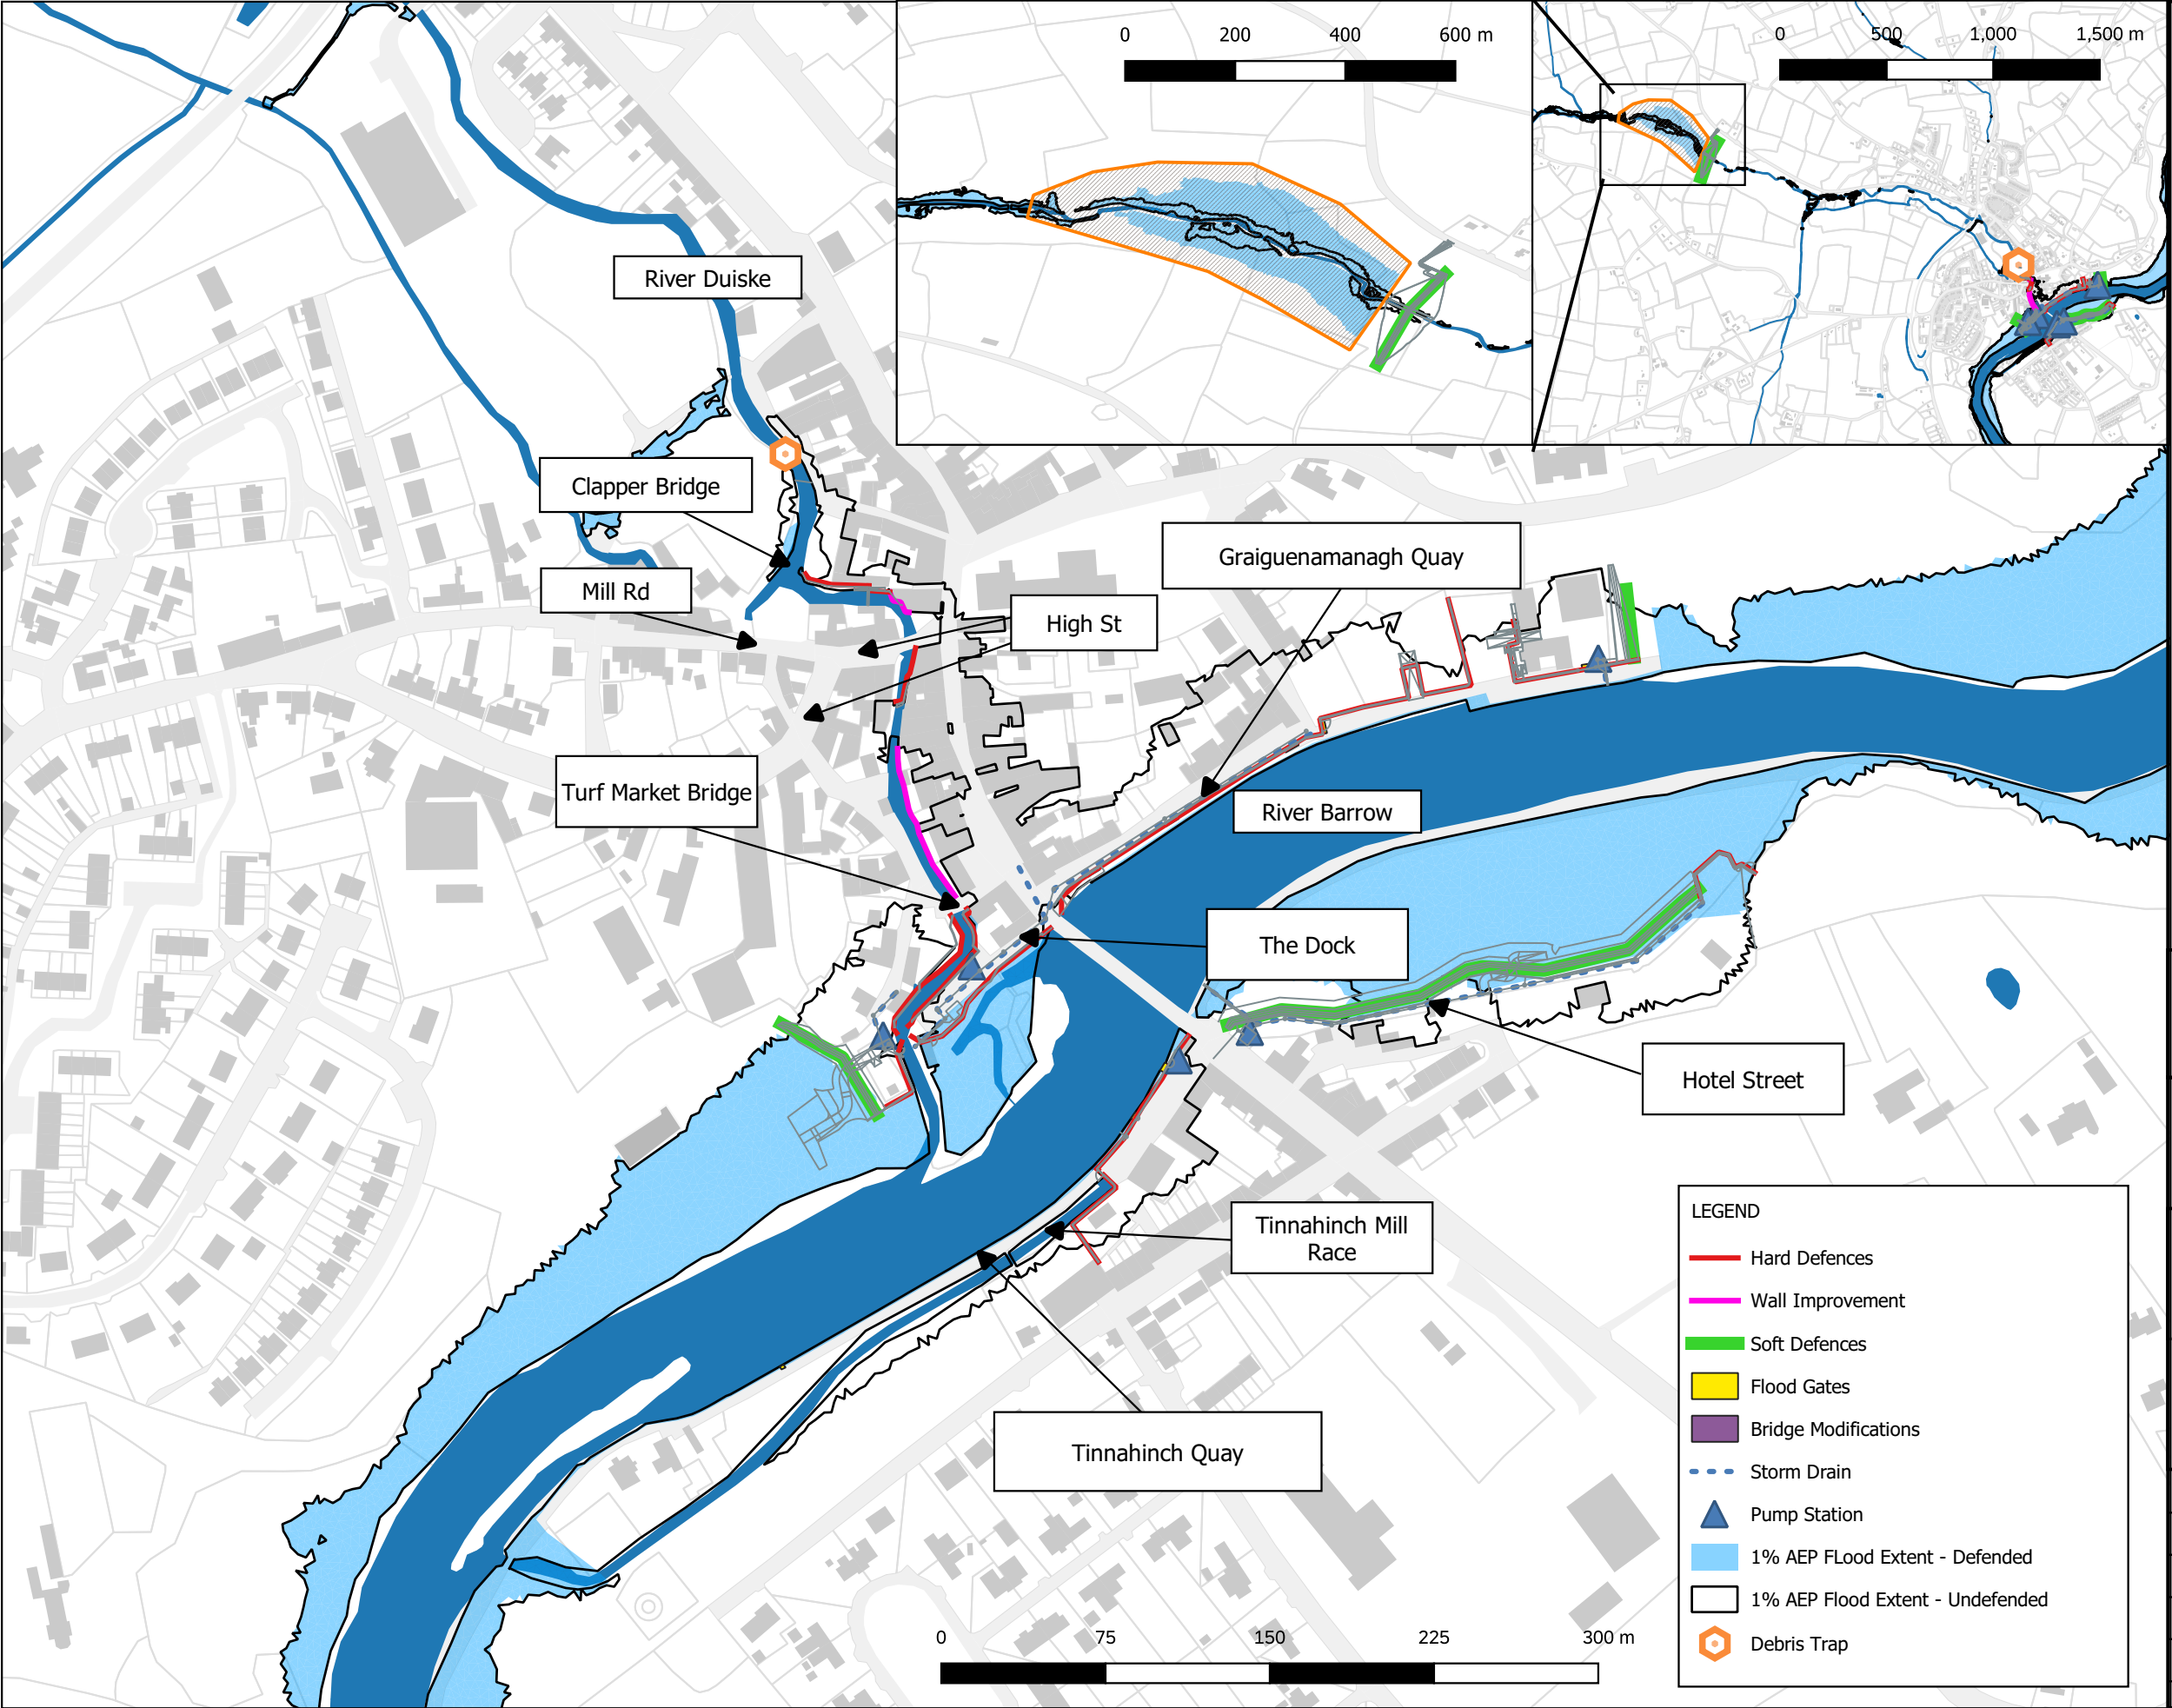 0 200 400 600 m
0 500 1,000 1,500 m
River Duiske
Clapper Bridge
Graiguenamanagh Quay
Mill Rd
High St
Turf Market Bridge
River Barrow
The Dock
Hotel Street
Tinnahinch Mill
Race
Tinnahinch Quay
LEGEND
Hard Defences
Wall Improvement
Soft Defences
Flood Gates
Bridge Modifications
Storm Drain
Pump Station
1% AEP FLood Extent - Defended
1% AEP Flood Extent - Undefended
Debris Trap
0 75 150 225 300 m